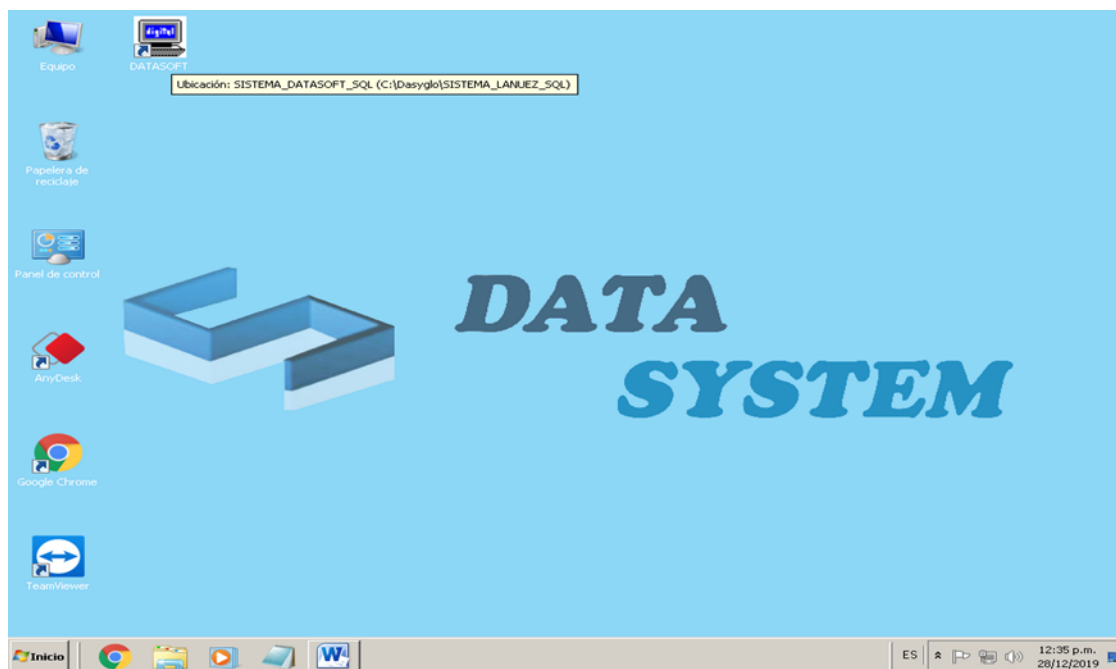 Equipo
digital
DATASOFT
Ubicación: SISTEMA_DATASOFT_SQL (C:\Dasyglo\SISTEMA_LANUEZ_SQL)
Papelera de
reciclaje
Panel de control
AnyDesk
Google Chrome
TeamViewer
DATA
SYSTEM
Inicio
W
ES
12:35 p.m.
28/12/2019